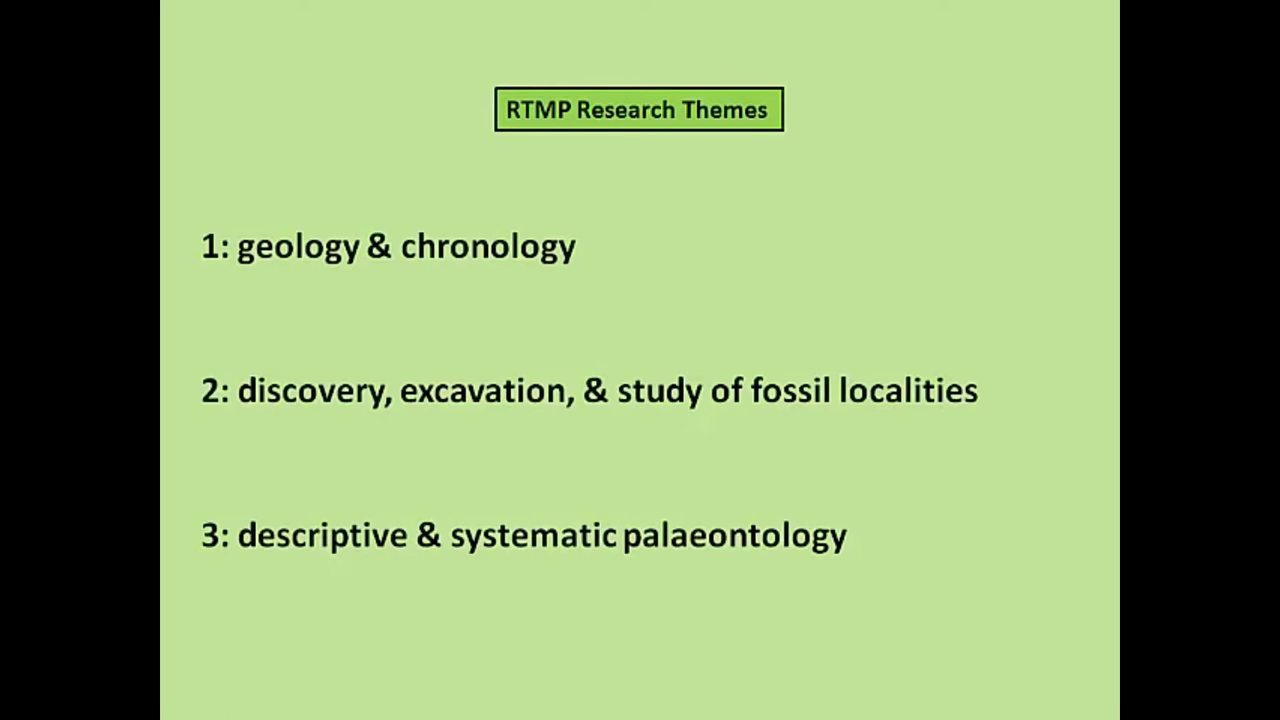 RTMP Research Themes
1: geology & chronology
2: discovery, excavation, & study of fossil localities
3: descriptive & systematic palaeontology